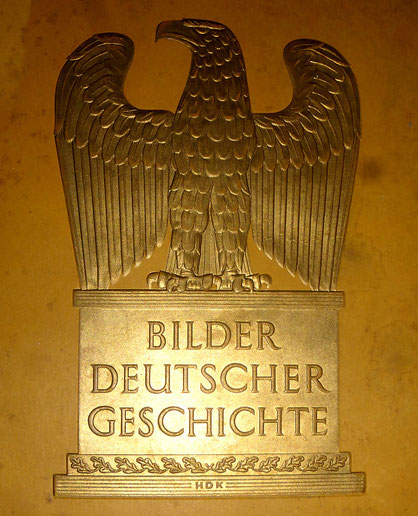 BILDER
DEUTSCHER
GESCHICHTE
HDK